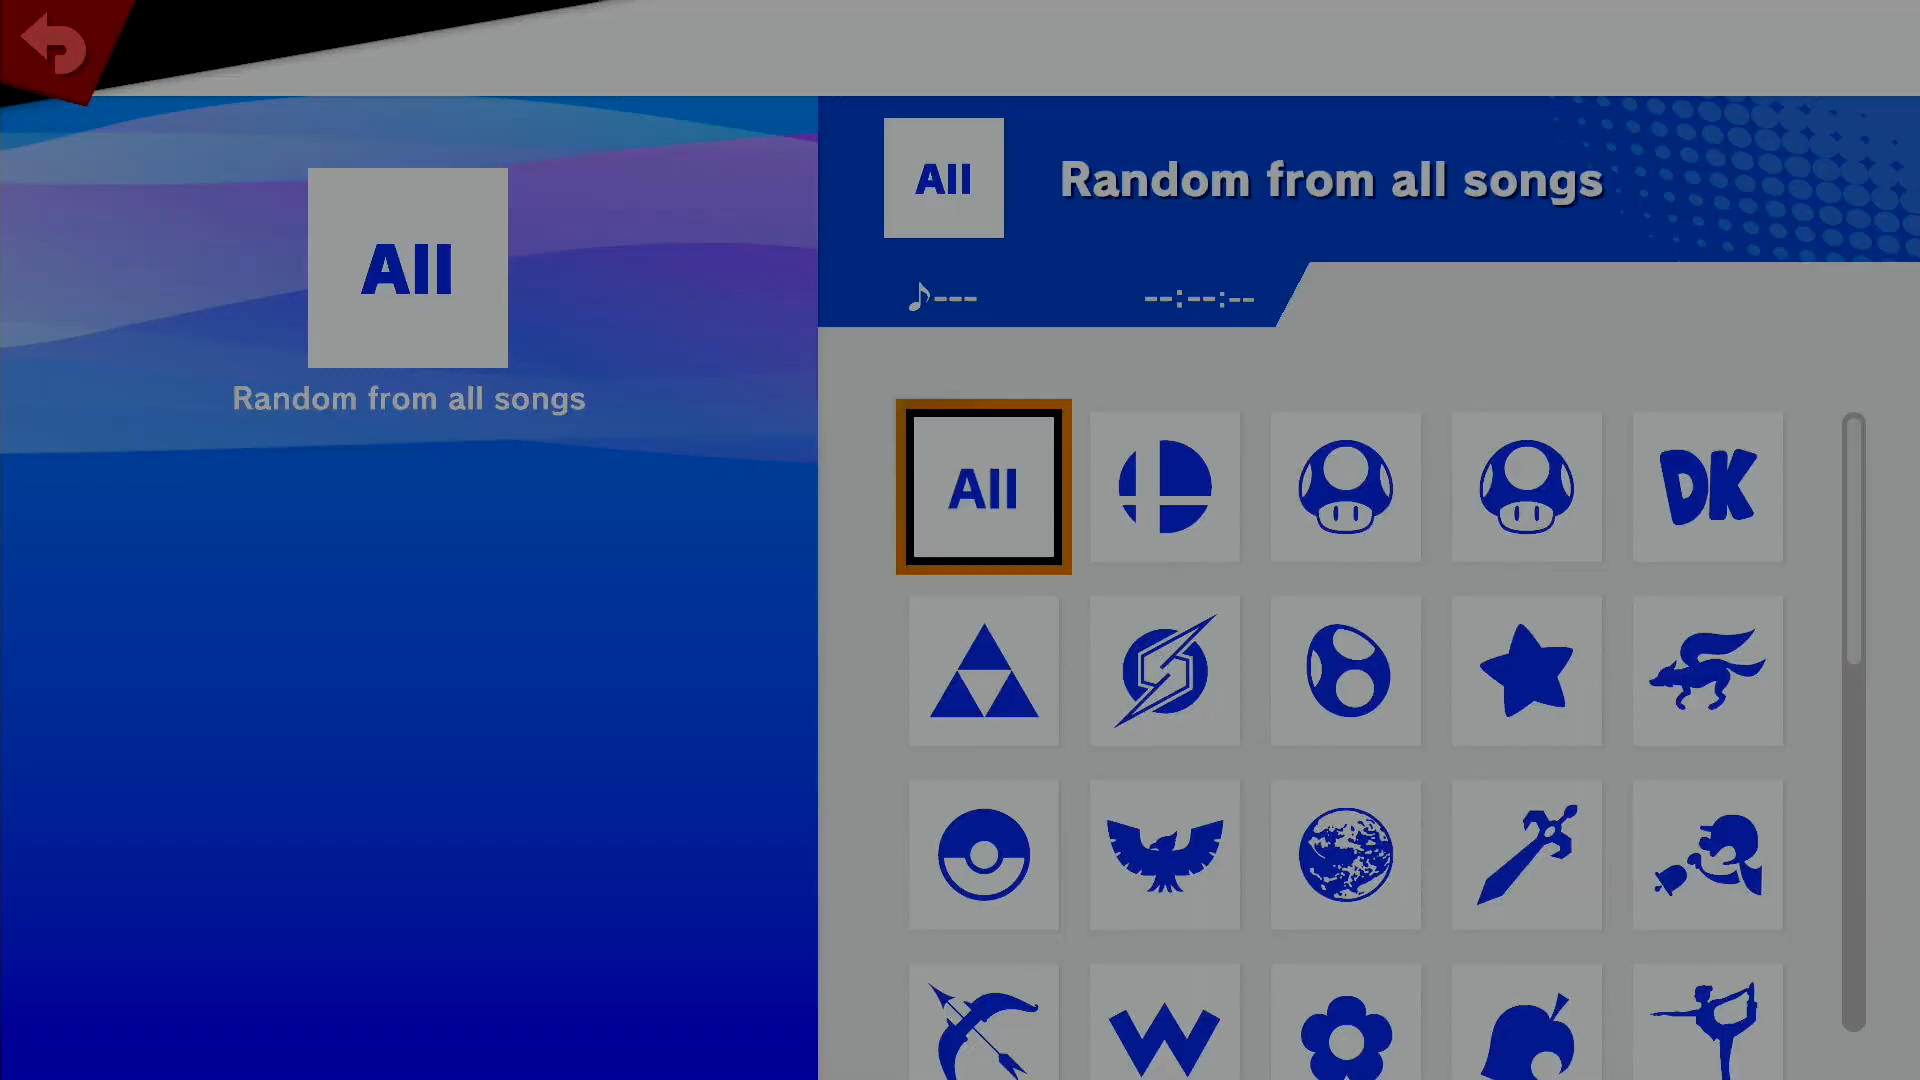 All
Random from all songs
All
Random from all songs
♪---
--:--:--
All
DK